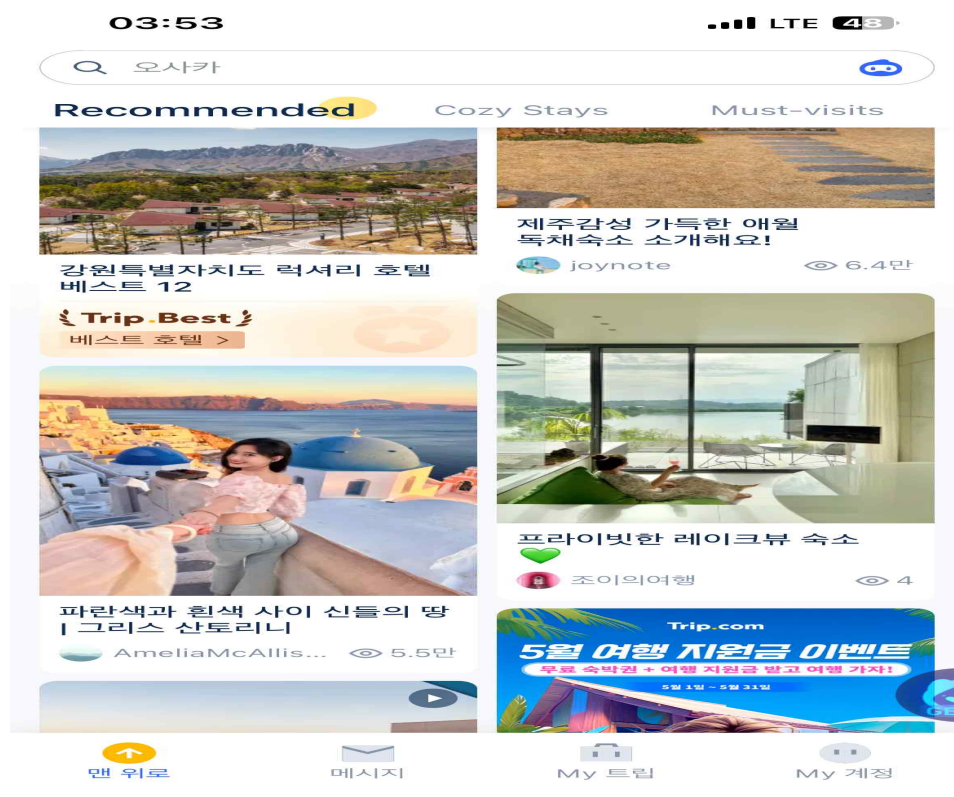 03:53
LTE 48
오사카
Recommended
Cozy Stays
Must-visits
강원특별자치도 럭셔리 호텔
베스트 12
Trip.Best
베스트 호텔 >
파란색과 흰색 사이 신들의 땅
| 그리스 산토리니
AmeliaMcAllis...
5.5만
제주감성 가득한 애월
독채숙소 소개해요!
joynote
6.4만
프라이빗한 레이크뷰 숙소
💚
조이의여행
4
Trip.com
5월 여행 지원금 이벤트
무료 숙박권 + 여행 지원금 받고 여행 가자!
5월 1일 ~ 5월 31일
맨 위로
메시지
My 트립
My 계정